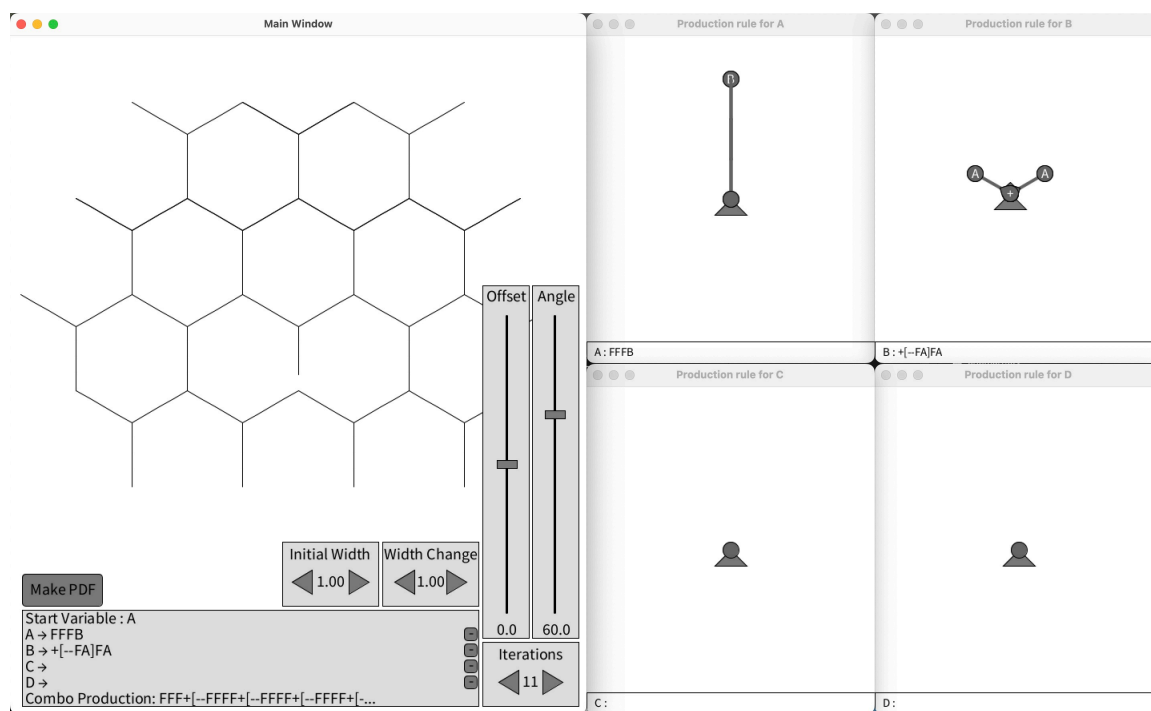 Main Window
Production rule for A
Production rule for B
B
A
+
A
Offset
Angle
A : FFFB
B : +[--FA]FA
Production rule for C
Production rule for D
Initial Width
Width Change
1.00
1.00
Make PDF
0.0
60.0
Start Variable : A
A → FFFB
B → +[--FA]FA
C →
D →
Combo Production: FFF+[--FFFF+[--FFFF+[--FFFF+[-...
Iterations
11
C :
D :